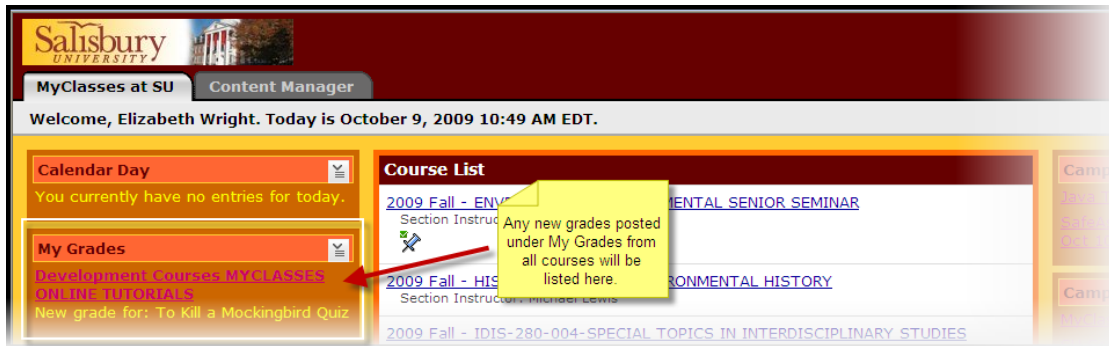 Salisbury
UNIVERSITY
MyClasses at SU
Content Manager
Welcome, Elizabeth Wright. Today is October 9, 2009 10:49 AM EDT.
Calendar Day
You currently have no entries for today.
My Grades
Development Courses MYCLASSES
ONLINE TUTORIALS
New grade for: To Kill a Mockingbird Quiz
Course List
2009 Fall - ENV MENTAL SENIOR SEMINAR
Section Instruc
2009 Fall - HIS RONMENTAL HISTORY
Section Instructor: Michael Lewis
2009 Fall - IDIS-280-004-SPECIAL TOPICS IN INTERDISCIPLINARY STUDIES
Any new grades posted
under My Grades from
all courses will be
listed here.
Camp
Java
Oct
Camp